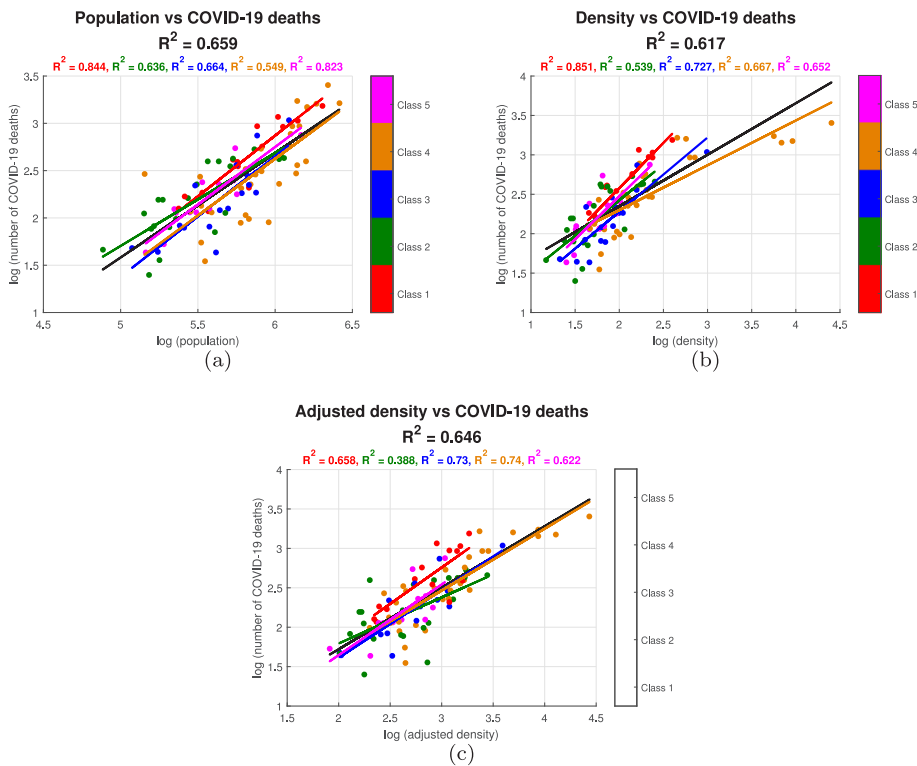 Population vs COVID-19 deaths
R² = 0.659
R² = 0.844, R² = 0.636, R² = 0.664, R² = 0.549, R² = 0.823
3.5
3
2.5
2
1.5
1
log (number of COVID-19 deaths)
4.5 5 5.5 6 6.5
log (population)
Class 5
Class 4
Class 3
Class 2
Class 1
(a)
Density vs COVID-19 deaths
R² = 0.617
R² = 0.851, R² = 0.539, R² = 0.727, R² = 0.667, R² = 0.652
4
3.5
3
2.5
2
1.5
1
log (number of COVID-19 deaths)
1 1.5 2 2.5 3 3.5 4 4.5
log (density)
Class 5
Class 4
Class 3
Class 2
Class 1
(b)
Adjusted density vs COVID-19 deaths
R² = 0.646
R² = 0.658, R² = 0.388, R² = 0.73, R² = 0.74, R² = 0.622
4
3.5
3
2.5
2
1.5
1
log (number of COVID-19 deaths)
1.5 2 2.5 3 3.5 4 4.5
log (adjusted density)
Class 5
Class 4
Class 3
Class 2
Class 1
(c)